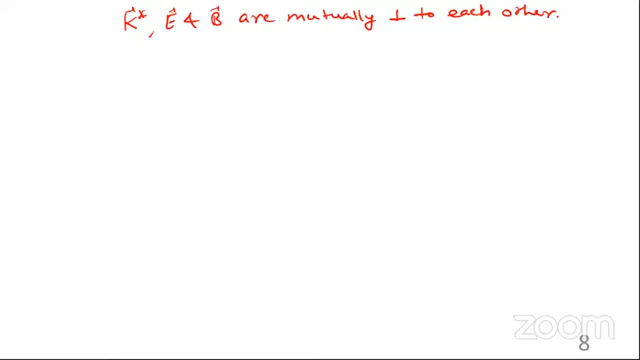 K⃗*, E⃗ & B⃗ are mutually ⊥ to each other.
zoom
8